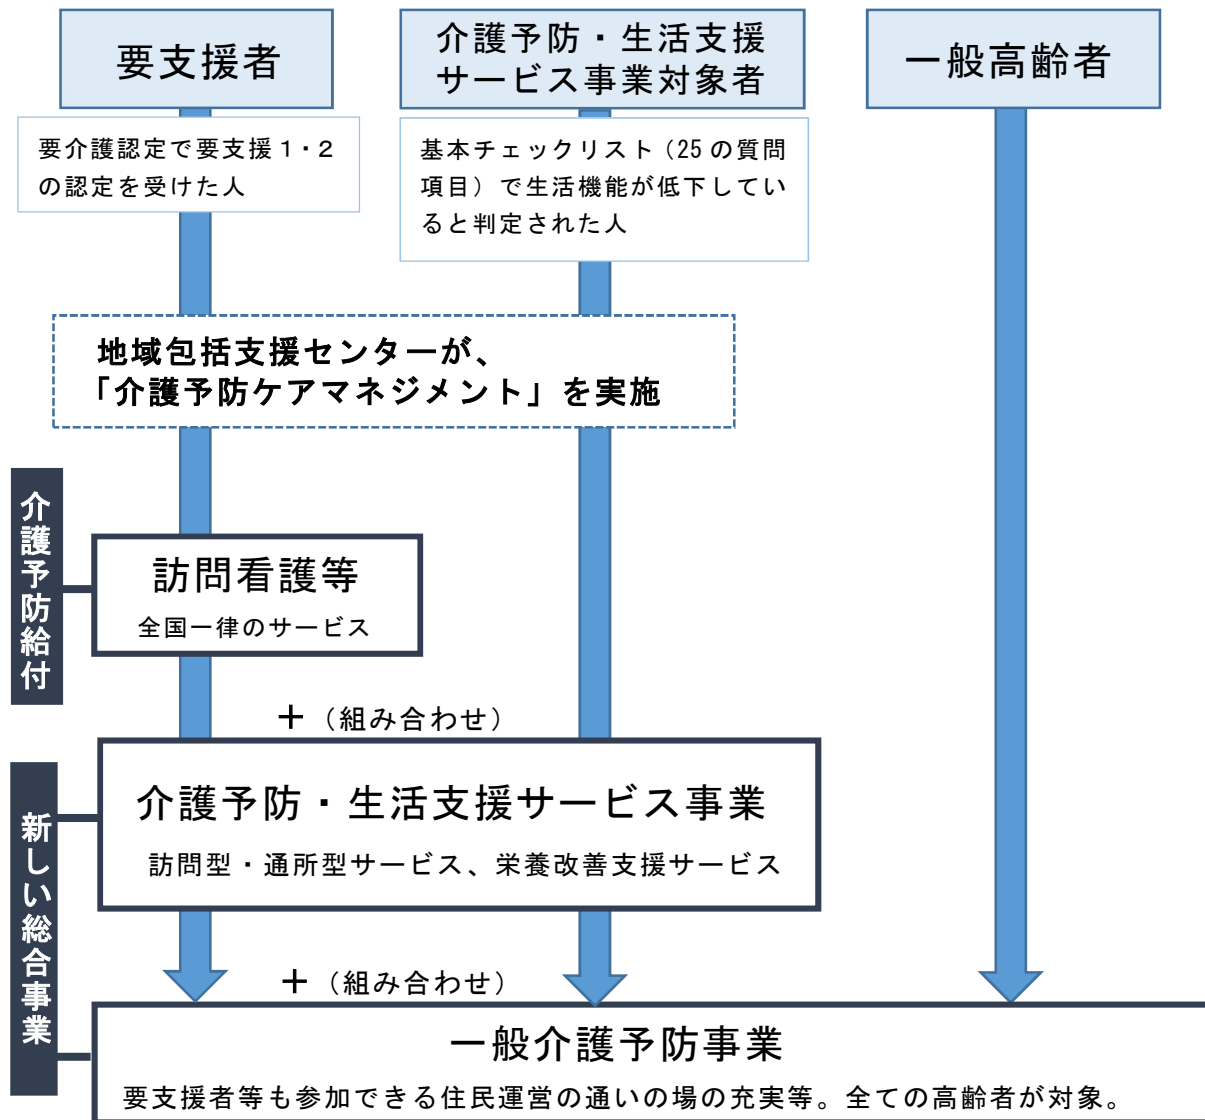 要支援者
介護予防・生活支援
サービス事業対象者
一般高齢者
要介護認定で要支援1・2
の認定を受けた人
基本チェックリスト(25の質問
項目)で生活機能が低下してい
ると判定された人
地域包括支援センターが、
「介護予防ケアマネジメント」を実施
介護予防給付
訪問看護等
全国一律のサービス
+(組み合わせ)
新しい総合事業
介護予防・生活支援サービス事業
訪問型・通所型サービス、栄養改善支援サービス
+(組み合わせ)
一般介護予防事業
要支援者等も参加できる住民運営の通いの場の充実等。全ての高齢者が対象。